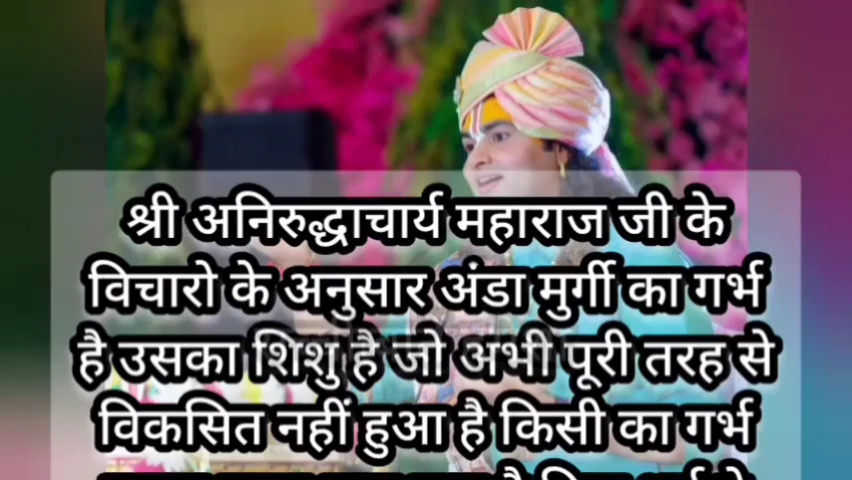 श्री अनिरुद्धाचार्य महाराज जी के
विचारो के अनुसार अंडा मुर्गी का गर्भ
है उसका शिशु है जो अभी पूरी तरह से
विकसित नहीं हुआ है किसी का गर्भ